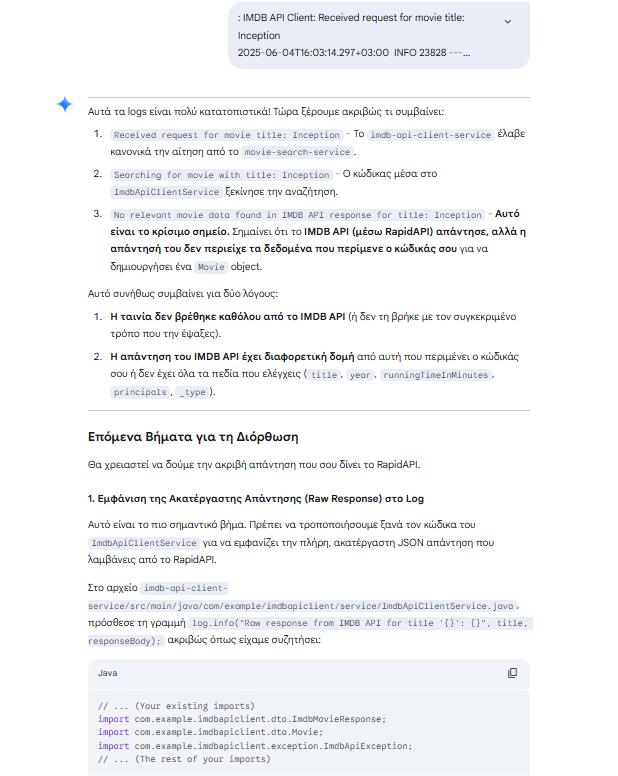 : IMDB API Client: Received request for movie title:
Inception
2025-06-04T16:03:14.297+03:00 INFO 23828 ---...
Αυτά τα logs είναι πολύ κατατοπιστικά! Τώρα ξέρουμε ακριβώς τι συμβαίνει:
1. Received request for movie title: Inception - Το imdb-api-client-service έλαβε
κανονικά την αίτηση από το movie-search-service.
2. Searching for movie with title: Inception - Ο κώδικας μέσα στο
ImdbApiClientService ξεκίνησε την αναζήτηση.
3. No relevant movie data found in IMDB API response for title: Inception - Αυτό
είναι το κρίσιμο σημείο. Σημαίνει ότι το IMDB API (μέσω RapidAPI) απάντησε, αλλά η
απάντησή του δεν περιείχε τα δεδομένα που περίμενε ο κώδικάς σου για να
δημιουργήσει ένα Movie object.
Αυτό συνήθως συμβαίνει για δύο λόγους:
1. Η ταινία δεν βρέθηκε καθόλου από το IMDB API (ή δεν τη βρήκε με τον συγκεκριμένο
τρόπο που την έψαξες).
2. Η απάντηση του IMDB API έχει διαφορετική δομή από αυτή που περιμένει ο κώδικάς
σου ή δεν έχει όλα τα πεδία που ελέγχεις ( title, year, runningTimeInMinutes,
principals, _type ).
Επόμενα Βήματα για τη Διόρθωση
Θα χρειαστεί να δούμε την ακριβή απάντηση που σου δίνει το RapidAPI.
1. Εμφάνιση της Ακατέργαστης Απάντησης (Raw Response) στο Log
Αυτό είναι το πιο σημαντικό βήμα. Πρέπει να τροποποιήσουμε ξανά τον κώδικα του
ImdbApiClientService για να εμφανίζει την πλήρη, ακατέργαστη JSON απάντηση που
λαμβάνεις από το RapidAPI.
Στο αρχείο imdb-api-client-
service/src/main/java/com/example/imdbapiclient/service/ImdbApiClientService.java,
πρόσθεσε τη γραμμή log.info("Raw response from IMDB API for title '{}': {}", title,
responseBody); ακριβώς όπως είχαμε συζητήσει:
Java
// ... (Your existing imports)
import com.example.imdbapiclient.dto.ImdbMovieResponse;
import com.example.imdbapiclient.dto.Movie;
import com.example.imdbapiclient.exception.ImdbApiException;
// ... (The rest of your imports)